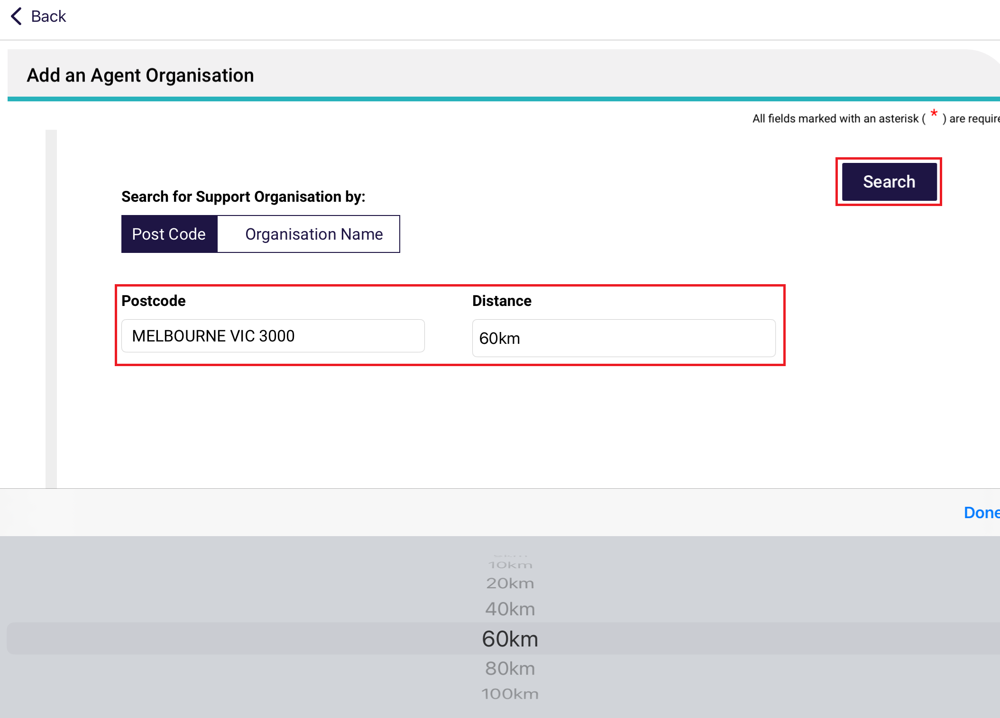 Back
Add an Agent Organisation
All fields marked with an asterisk ( * ) are require
Search
Search for Support Organisation by:
Post Code Organisation Name
Postcode Distance
MELBOURNE VIC 3000 60km
Done
10km
20km
40km
60km
80km
100km